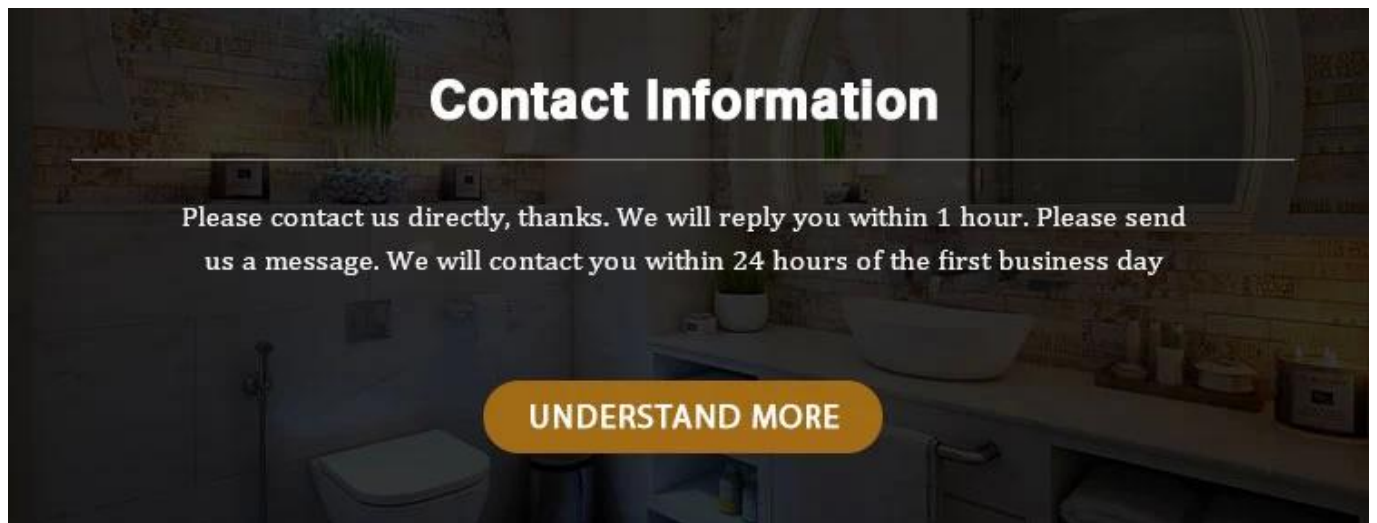 Contact Information
Please contact us directly, thanks. We will reply you within 1 hour. Please send
us a message. We will contact you within 24 hours of the first business day
UNDERSTAND MORE